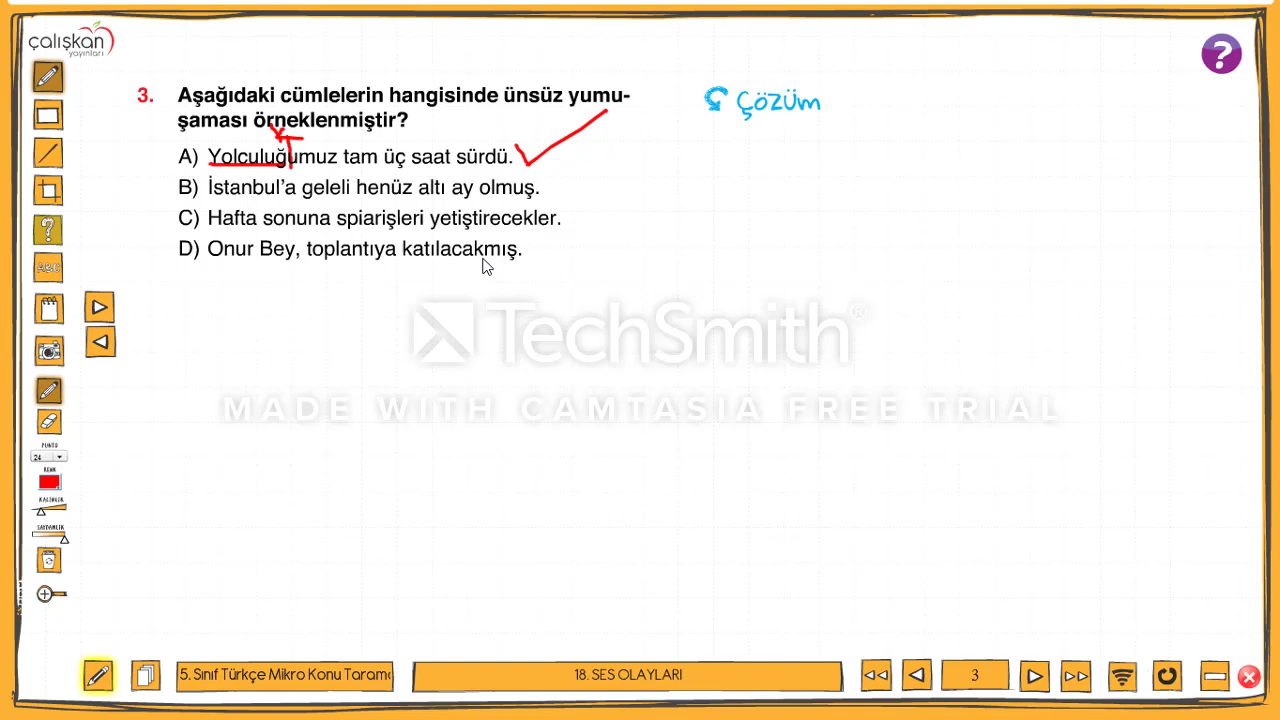 çalışkan
yayınları
3. Aşağıdaki cümlelerin hangisinde ünsüz yumu-
şaması örneklenmiştir?
A) Yolculuğumuz tam üç saat sürdü.
B) İstanbul’a geleli henüz altı ay olmuş.
C) Hafta sonuna spiarişleri yetiştirecekler.
D) Onur Bey, toplantıya katılacakmış.
çözüm
?
?
ABC
TechSmith®
MADE WITH CAMTASIA FREE TRIAL
PUNTO
24
RENK
KALINLIK
SAYDAMLIK
5. Sınıf Türkçe Mikro Konu Taram
18. SES OLAYLARI
3